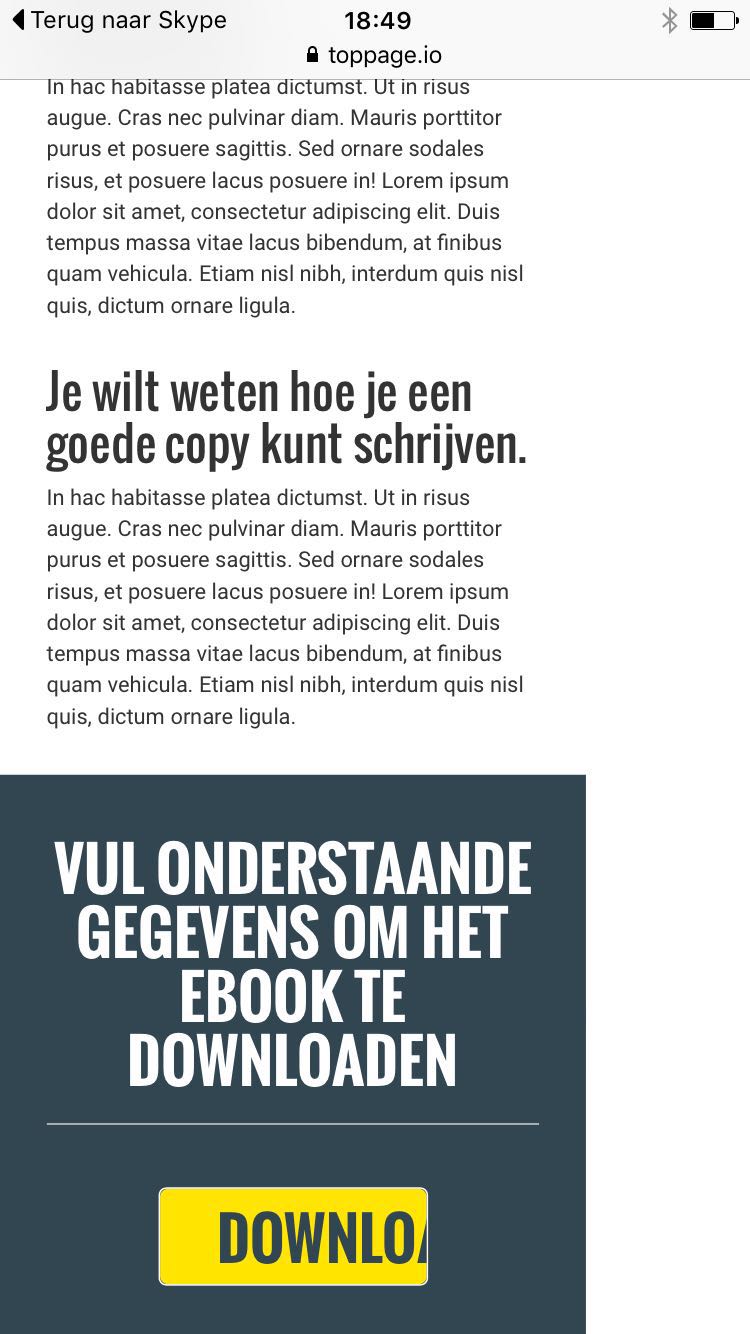 Terug naar Skype
18:49
toppage.io
In hac habitasse platea dictumst. Ut in risus
augue. Cras nec pulvinar diam. Mauris porttitor
purus et posuere sagittis. Sed ornare sodales
risus, et posuere lacus posuere in! Lorem ipsum
dolor sit amet, consectetur adipiscing elit. Duis
tempus massa vitae lacus bibendum, at finibus
quam vehicula. Etiam nisl nibh, interdum quis nisl
quis, dictum ornare ligula.
Je wilt weten hoe je een
goede copy kunt schrijven.
In hac habitasse platea dictumst. Ut in risus
augue. Cras nec pulvinar diam. Mauris porttitor
purus et posuere sagittis. Sed ornare sodales
risus, et posuere lacus posuere in! Lorem ipsum
dolor sit amet, consectetur adipiscing elit. Duis
tempus massa vitae lacus bibendum, at finibus
quam vehicula. Etiam nisl nibh, interdum quis nisl
quis, dictum ornare ligula.
VUL ONDERSTAANDE
GEGEVENS OM HET
EBOOK TE
DOWNLOADEN
DOWNLOA